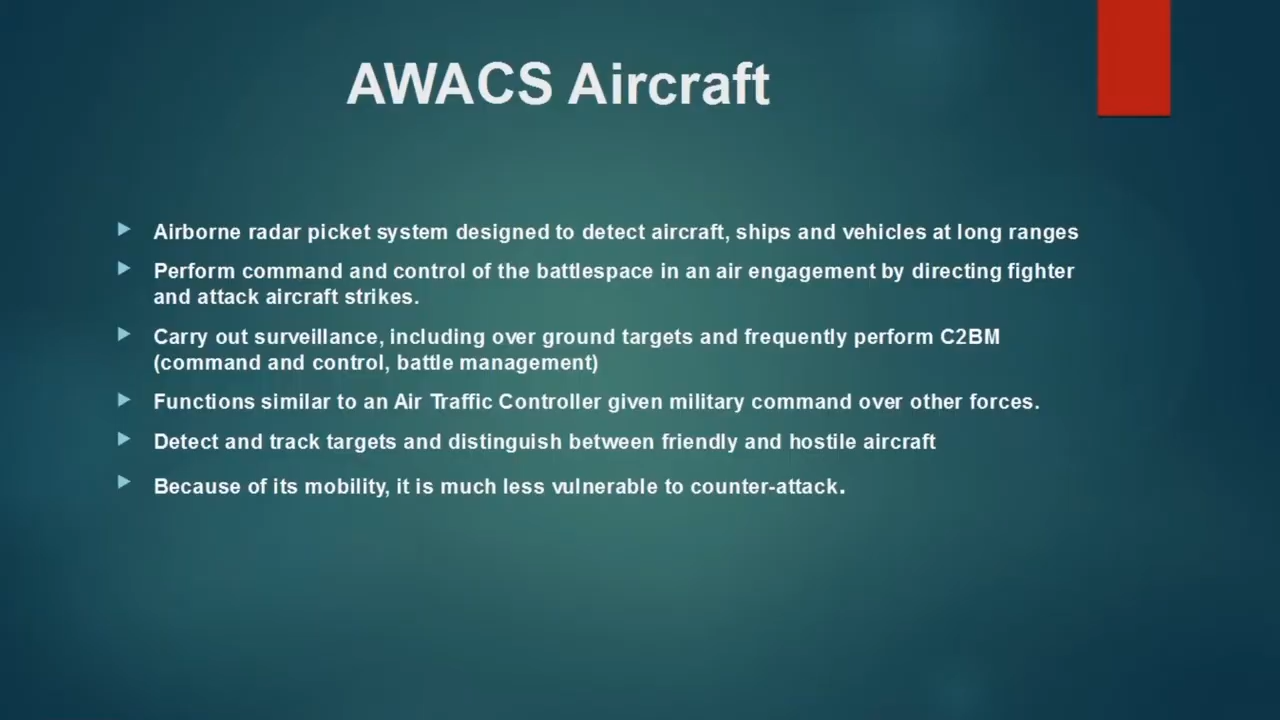 AWACS Aircraft
Airborne radar picket system designed to detect aircraft, ships and vehicles at long ranges
Perform command and control of the battlespace in an air engagement by directing fighter
and attack aircraft strikes.
Carry out surveillance, including over ground targets and frequently perform C2BM
(command and control, battle management)
Functions similar to an Air Traffic Controller given military command over other forces.
Detect and track targets and distinguish between friendly and hostile aircraft
Because of its mobility, it is much less vulnerable to counter-attack.